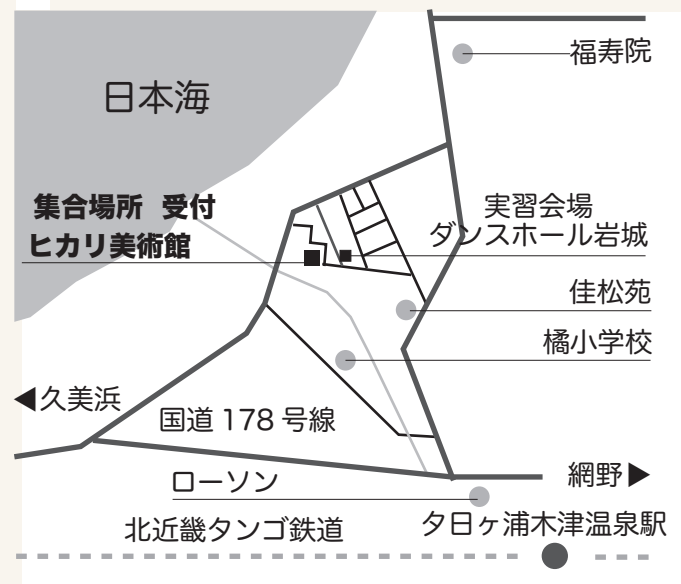 福寿院
日本海
集合場所 受付
ヒカリ美術館
実習会場
ダンスホール岩城
佳松苑
橘小学校
◀久美浜
国道 178 号線
網野▶
ローソン
北近畿タンゴ鉄道
夕日ヶ浦木津温泉駅